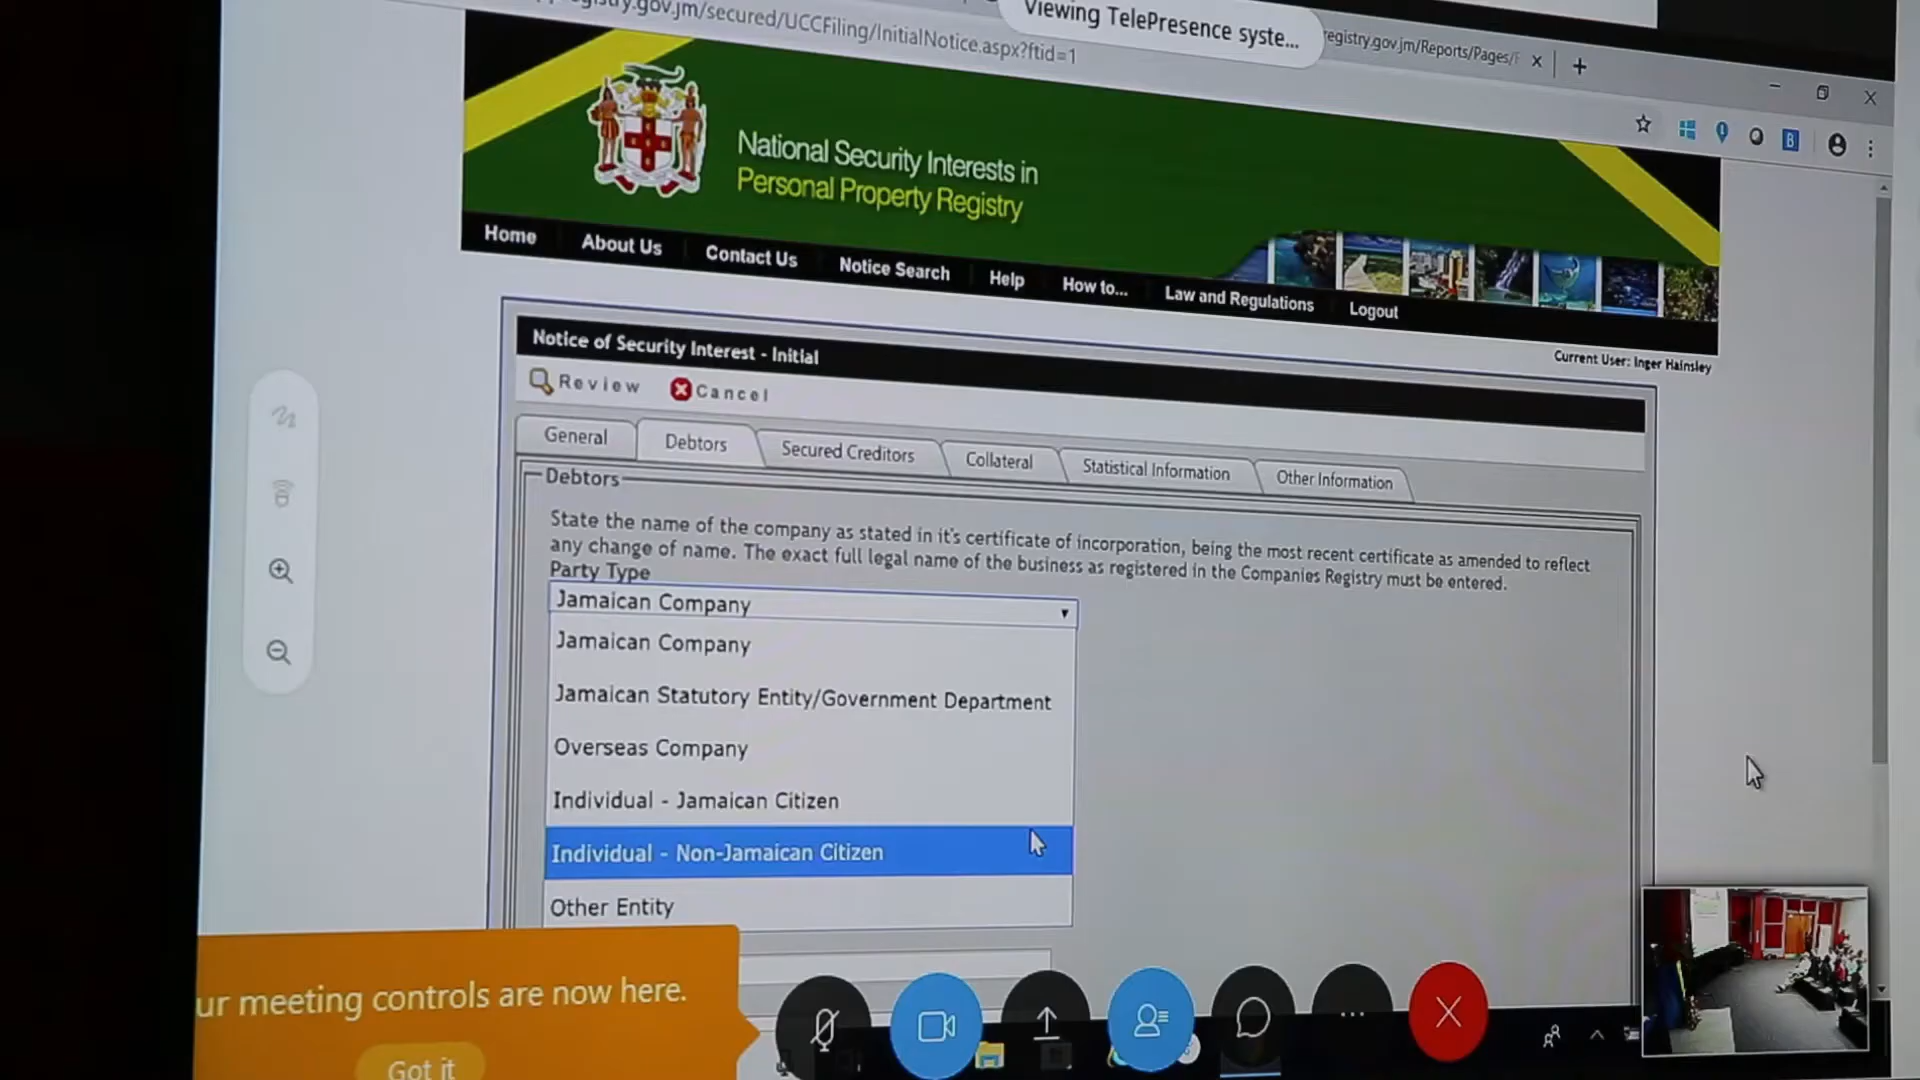 registry.gov.jm/secured/UCCFiling/InitialNotice.aspx?ftid=1
Viewing TelePresence syste...
registry.gov.jm/Reports/Pages/
National Security Interests in
Personal Property Registry
Home About Us Contact Us Notice Search Help How to... Law and Regulations Logout
Current User: Inger Hainsley
Notice of Security Interest - Initial
Review Cancel
General Debtors Secured Creditors Collateral Statistical Information Other Information
Debtors
State the name of the company as stated in it's certificate of incorporation, being the most recent certificate as amended to reflect
any change of name. The exact full legal name of the business as registered in the Companies Registry must be entered.
Party Type
Jamaican Company
Jamaican Company
Jamaican Statutory Entity/Government Department
Overseas Company
Individual - Jamaican Citizen
Individual - Non-Jamaican Citizen
Other Entity
ur meeting controls are now here.
Got it